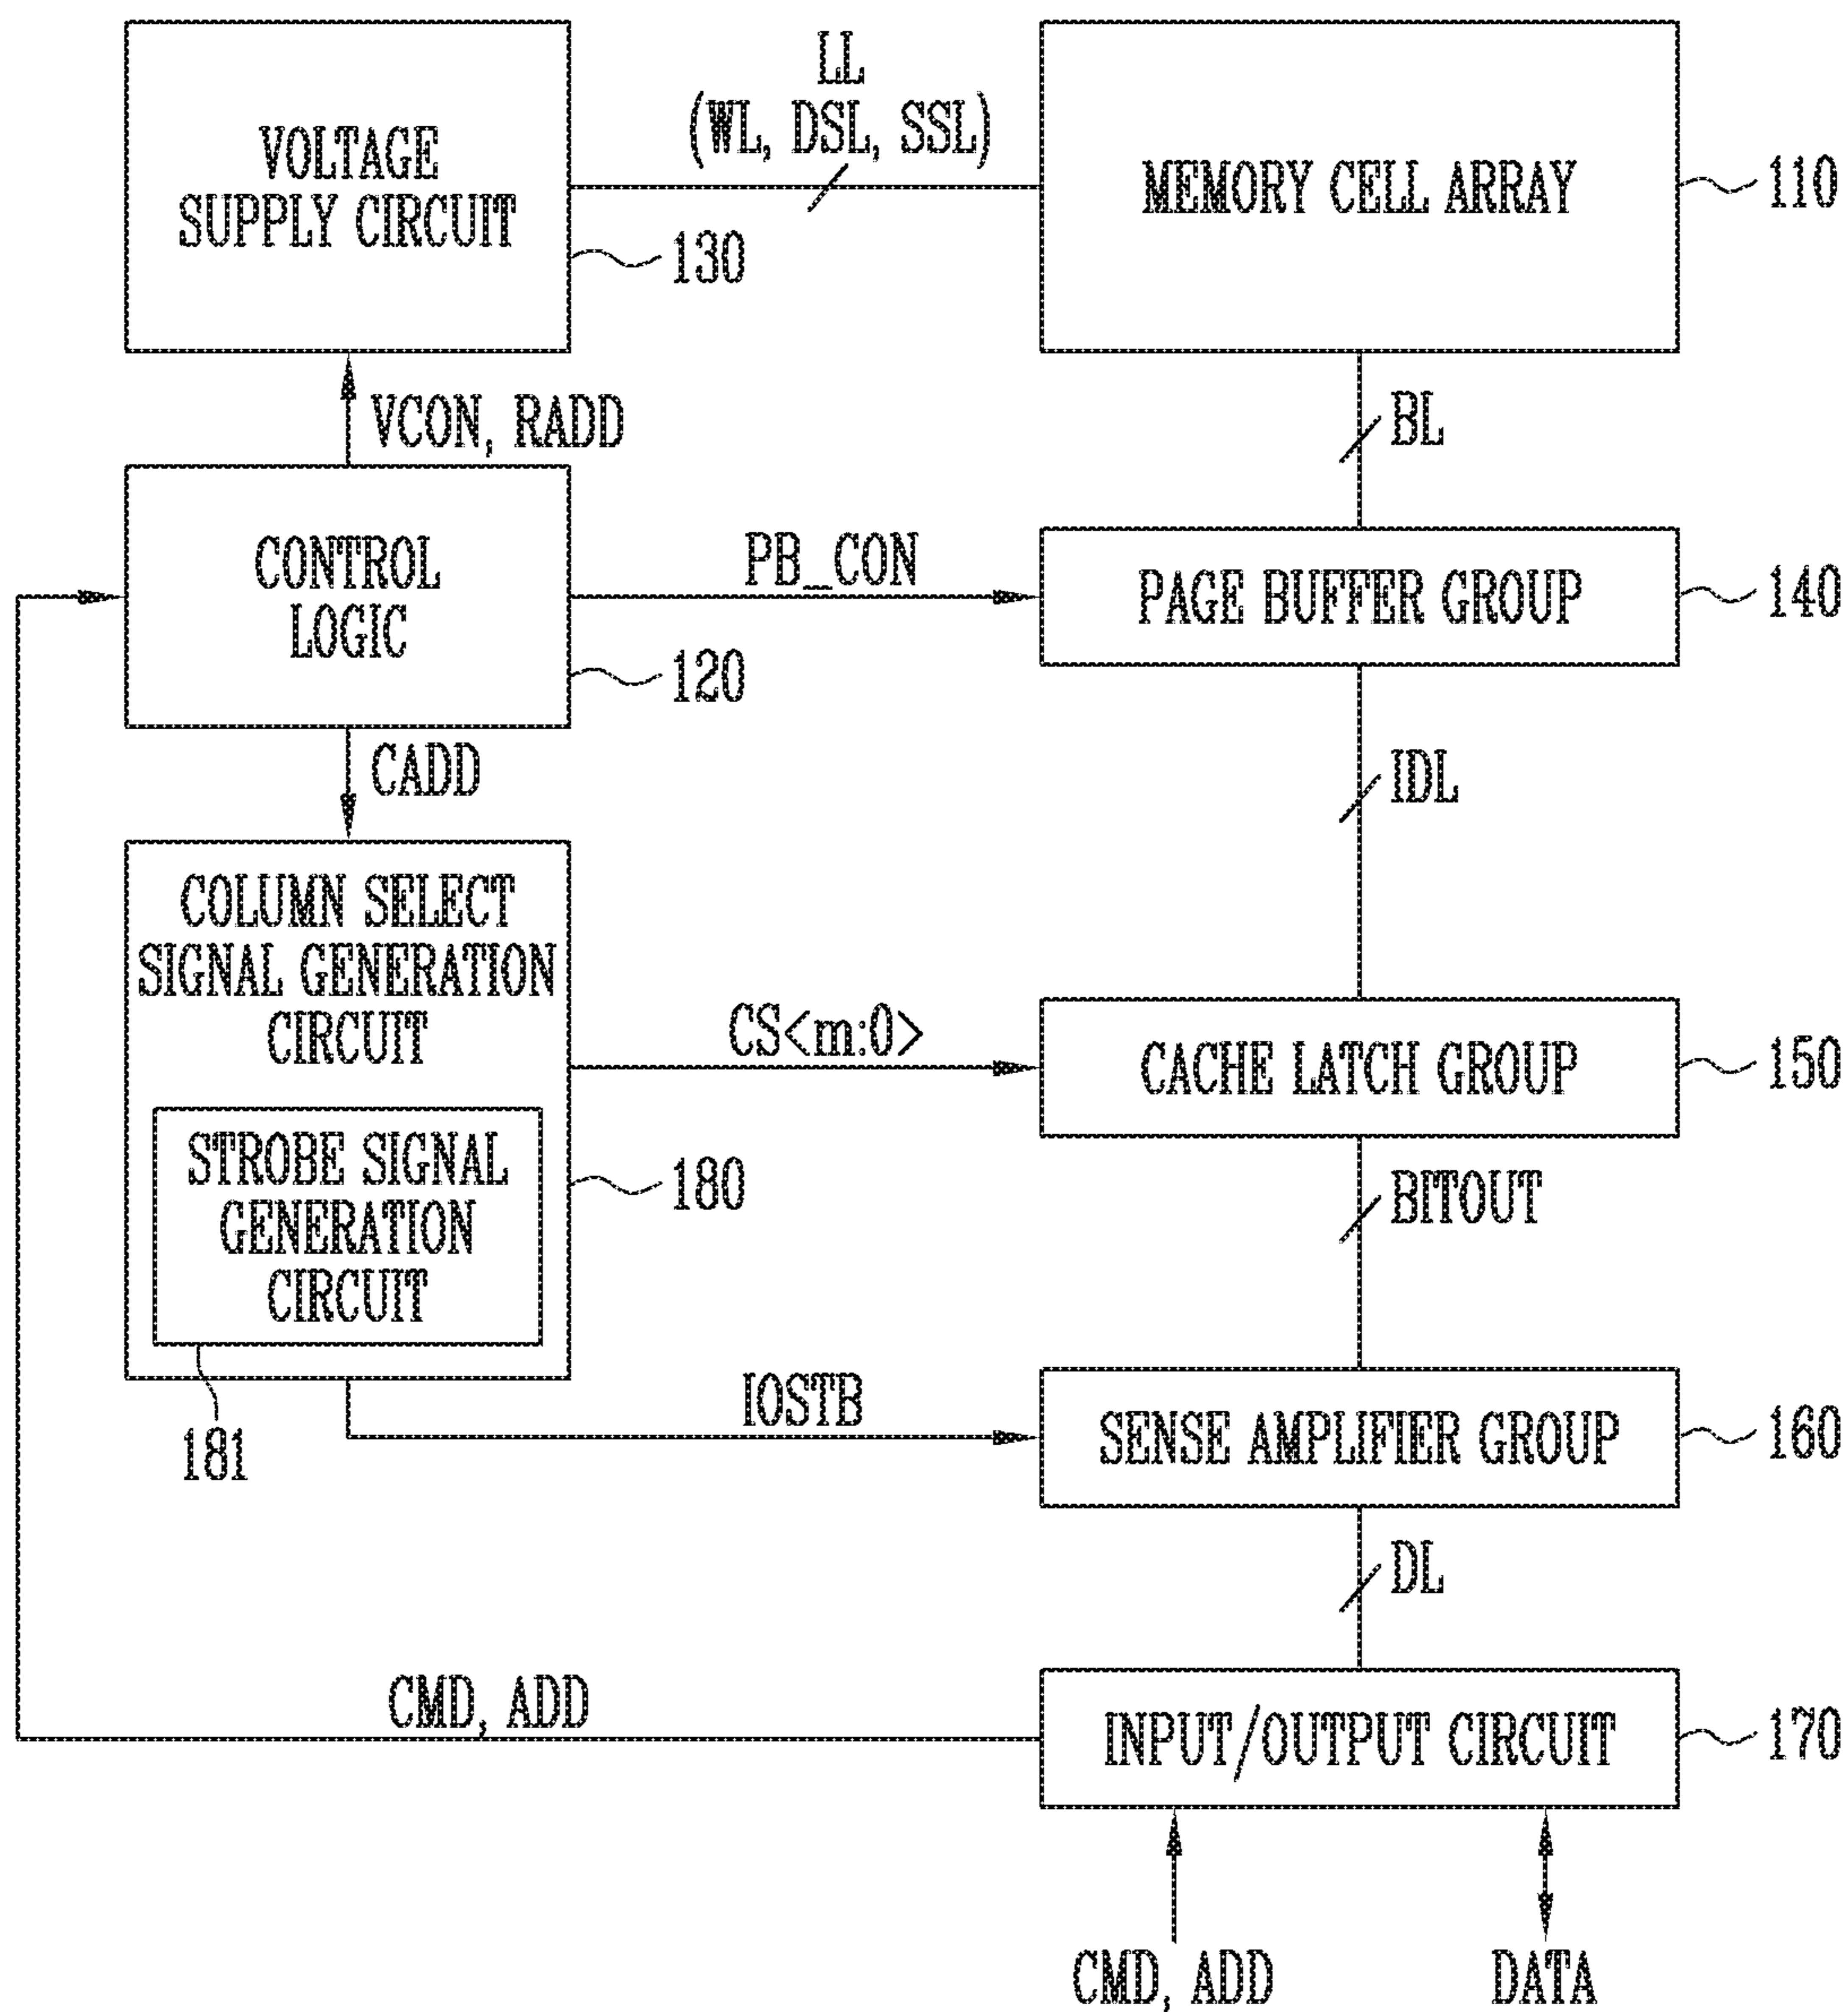 LL
(WL, DSL, SSL)
VOLTAGE
SUPPLY CIRCUIT
130
MEMORY CELL ARRAY
110
VCON, RADD
BL
CONTROL
LOGIC
120
PB_CON
PAGE BUFFER GROUP
140
CADD
IDL
COLUMN SELECT
SIGNAL GENERATION
CIRCUIT
CS<m:0>
CACHE LATCH GROUP
150
STROBE SIGNAL
GENERATION
CIRCUIT
180
BITOUT
181
IOSTB
SENSE AMPLIFIER GROUP
160
DL
CMD, ADD
INPUT/OUTPUT CIRCUIT
170
CMD, ADD
DATA